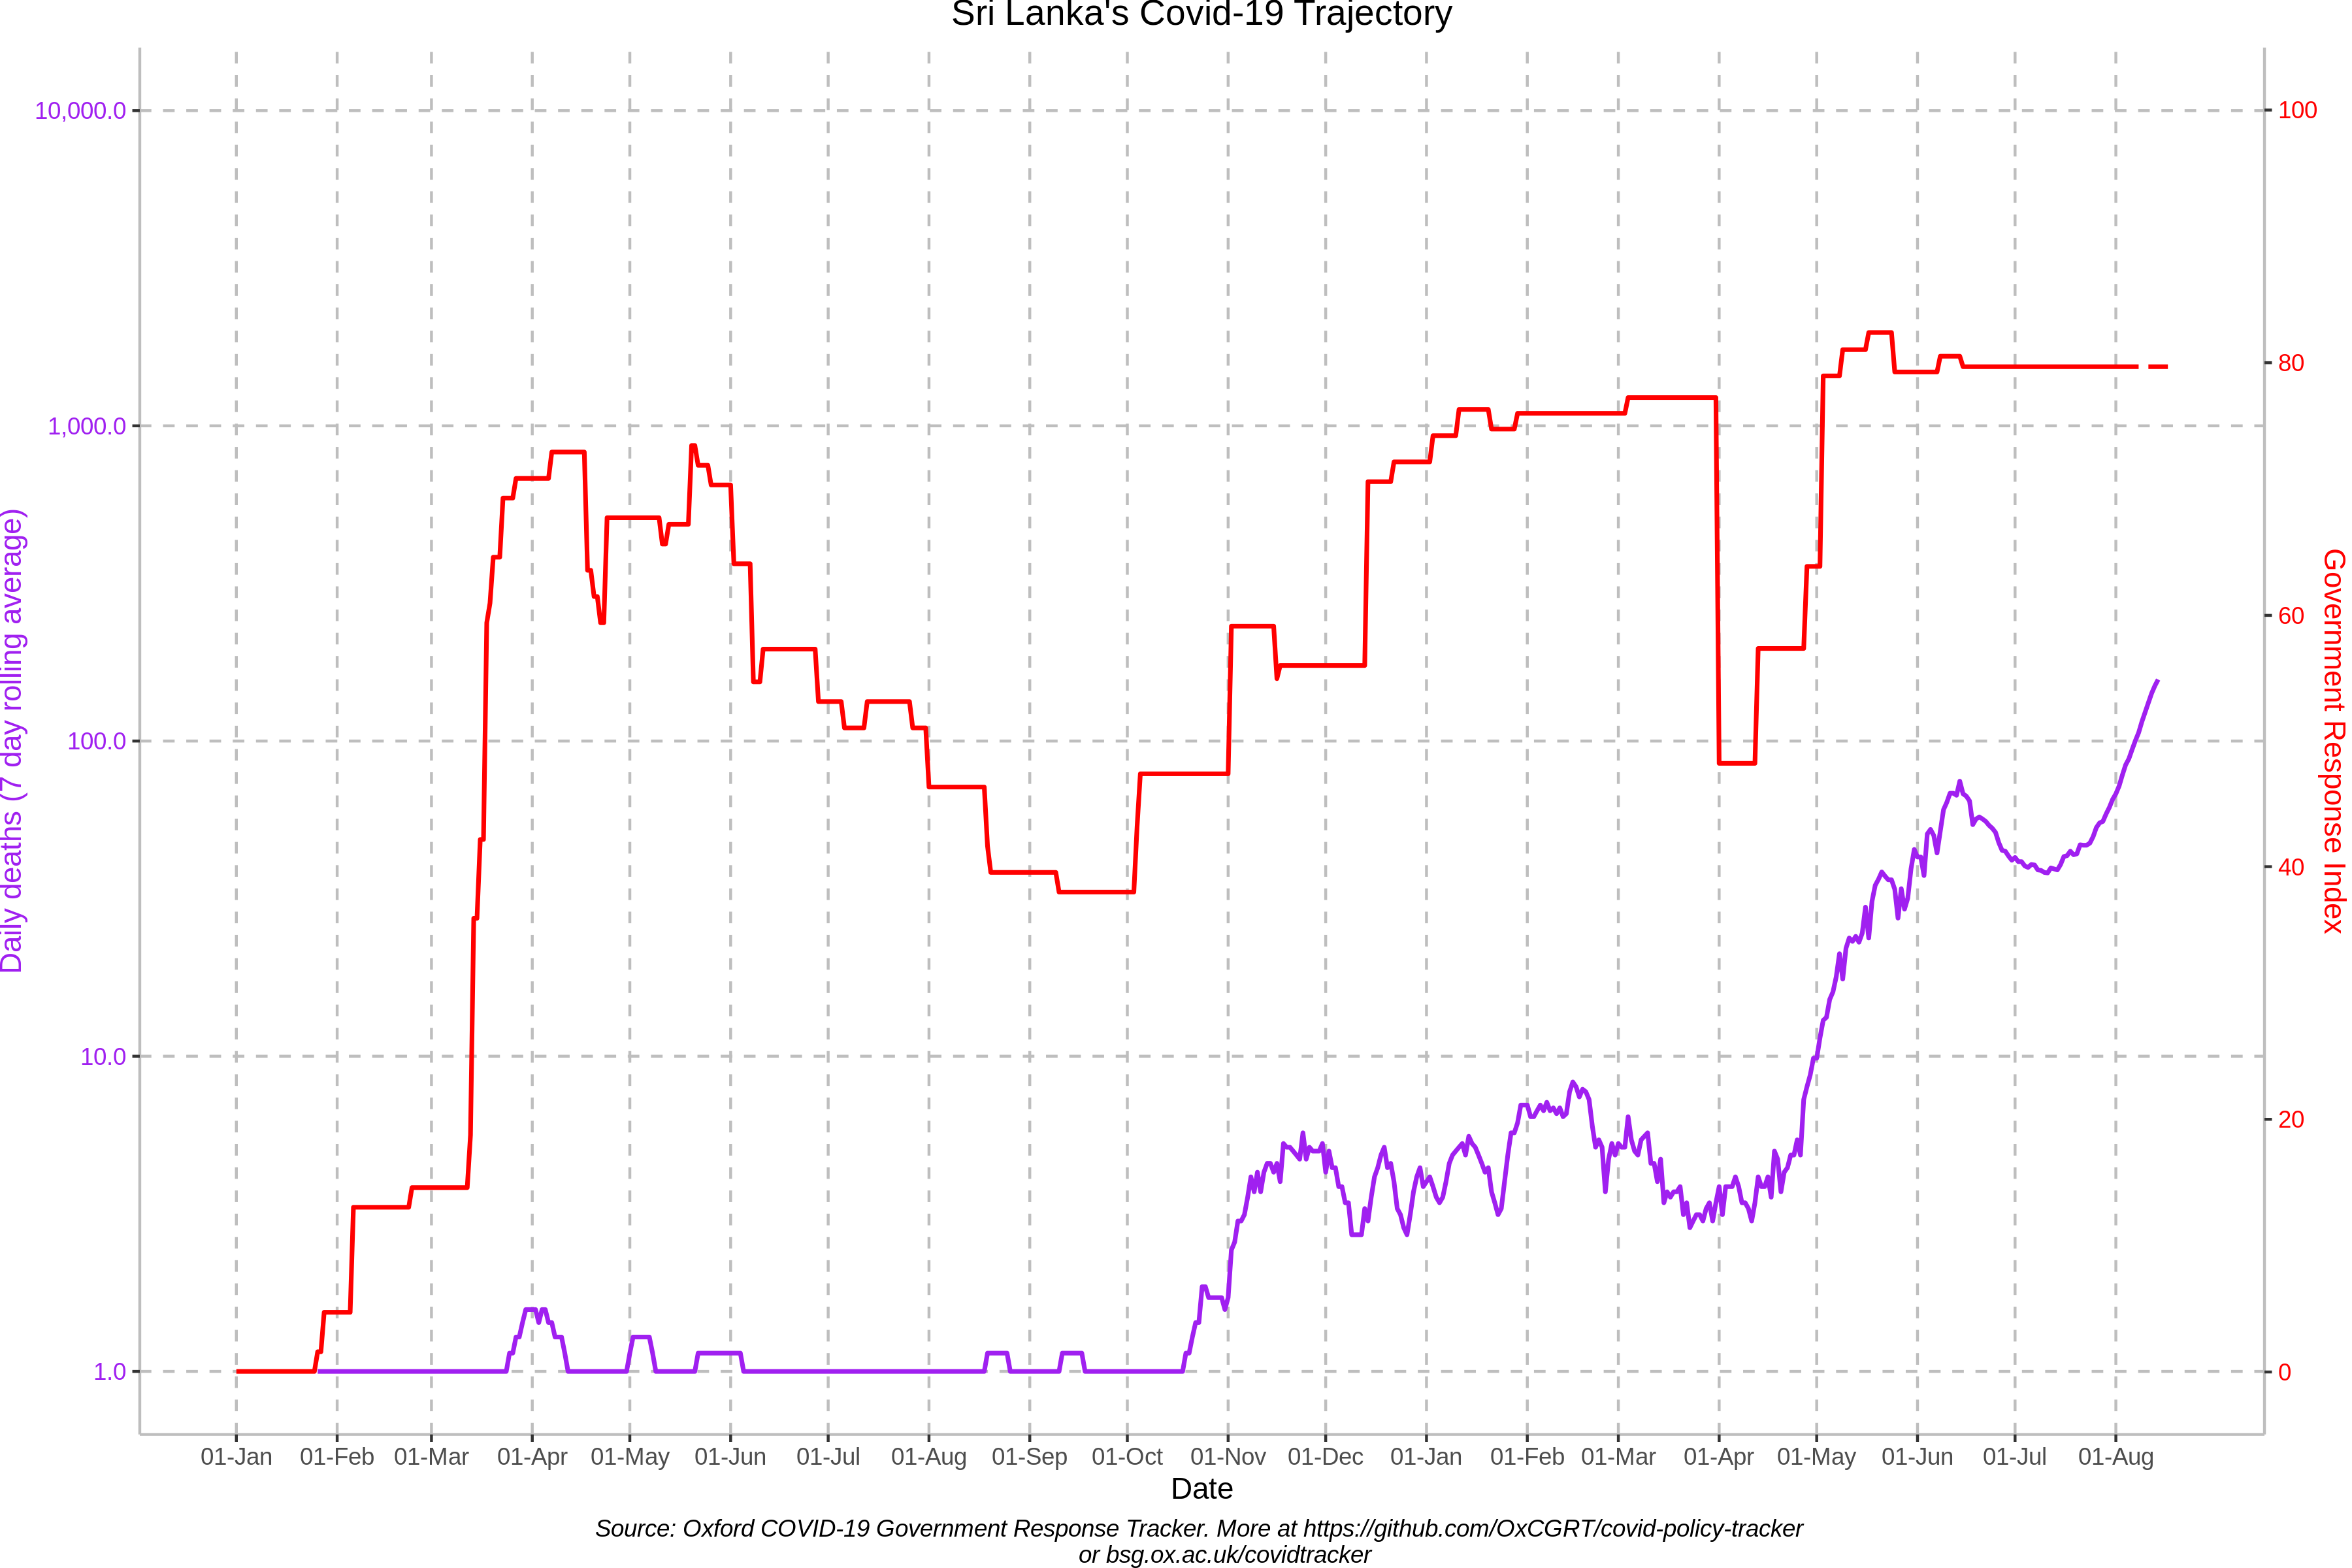 Sri Lanka's Covid-19 Trajectory
10,000.0
1,000.0
100.0
10.0
1.0
Daily deaths (7 day rolling average)
100
80
60
40
20
0
Government Response Index
01-Jan 01-Feb 01-Mar 01-Apr 01-May 01-Jun 01-Jul 01-Aug 01-Sep 01-Oct 01-Nov 01-Dec 01-Jan 01-Feb 01-Mar 01-Apr 01-May 01-Jun 01-Jul 01-Aug
Date
Source: Oxford COVID-19 Government Response Tracker. More at https://github.com/OxCGRT/covid-policy-tracker
or bsg.ox.ac.uk/covidtracker